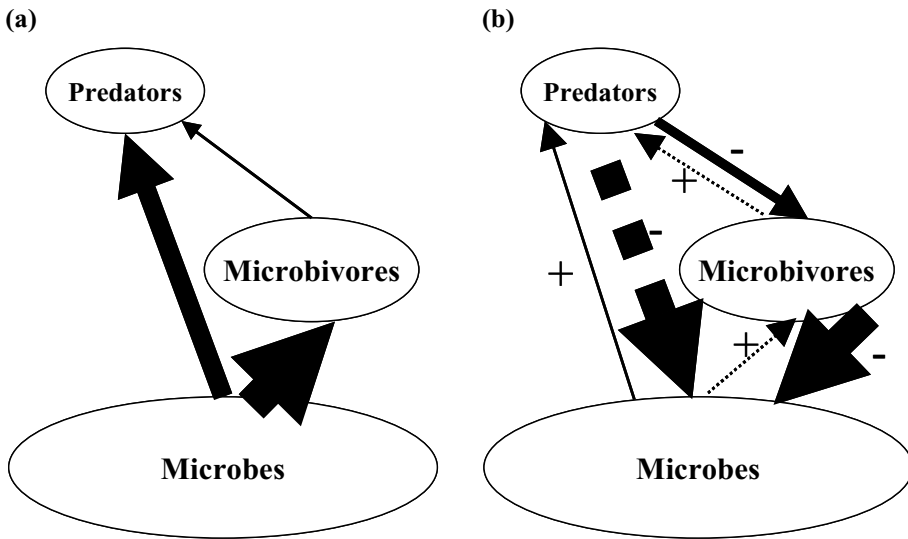 (a)
Predators
Microbivores
Microbes
(b)
Predators
-
+
-
+
Microbivores
+
-
Microbes